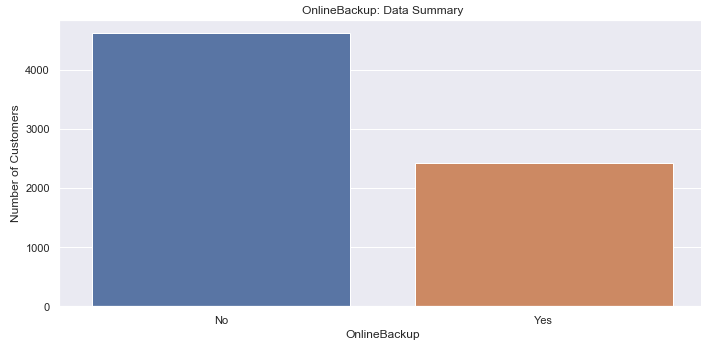 OnlineBackup: Data Summary
Number of Customers
4000
3000
2000
1000
0
No
Yes
OnlineBackup